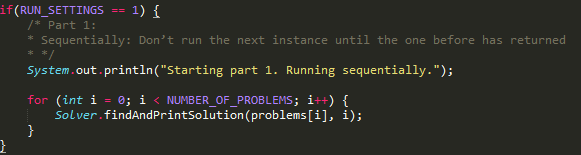 if(RUN_SETTINGS == 1) {
/* Part 1:
* Sequentially: Don't run the next instance until the one before has returned
* */
System.out.println("Starting part 1. Running sequentially.");
for (int i = 0; i < NUMBER_OF_PROBLEMS; i++) {
Solver.findAndPrintSolution(problems[i], i);
}
}